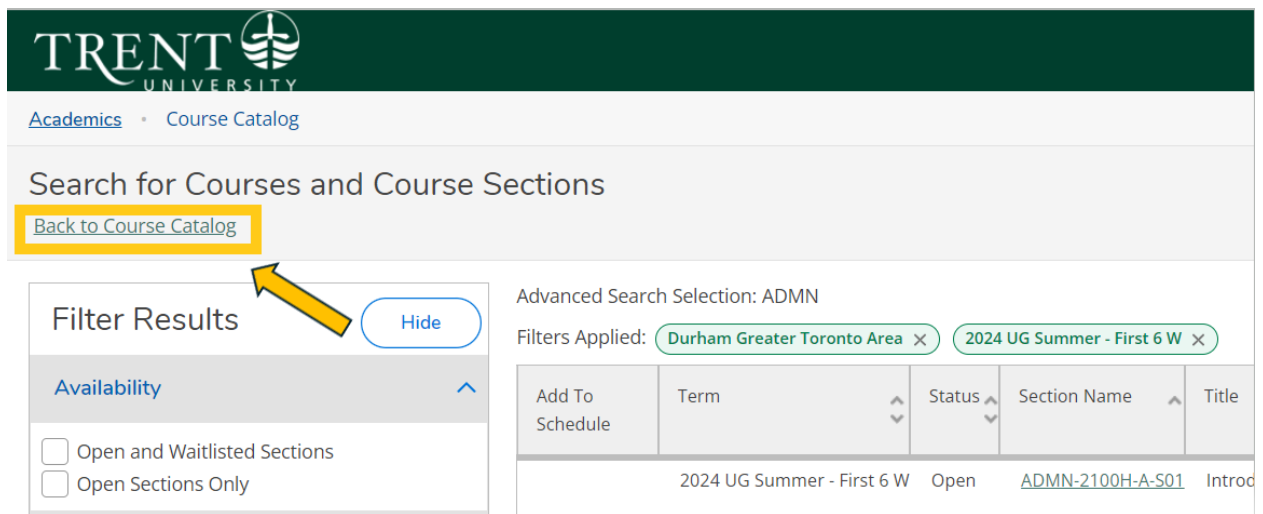 TRENT
UNIVERSITY
Academics • Course Catalog
Search for Courses and Course Sections
Back to Course Catalog
Filter Results
Hide
Availability
Open and Waitlisted Sections
Open Sections Only
Advanced Search Selection: ADMN
Filters Applied: Durham Greater Toronto Area × 2024 UG Summer - First 6 W ×
Add To Schedule Term Status Section Name Title
2024 UG Summer - First 6 W Open ADMN-2100H-A-S01 Introd